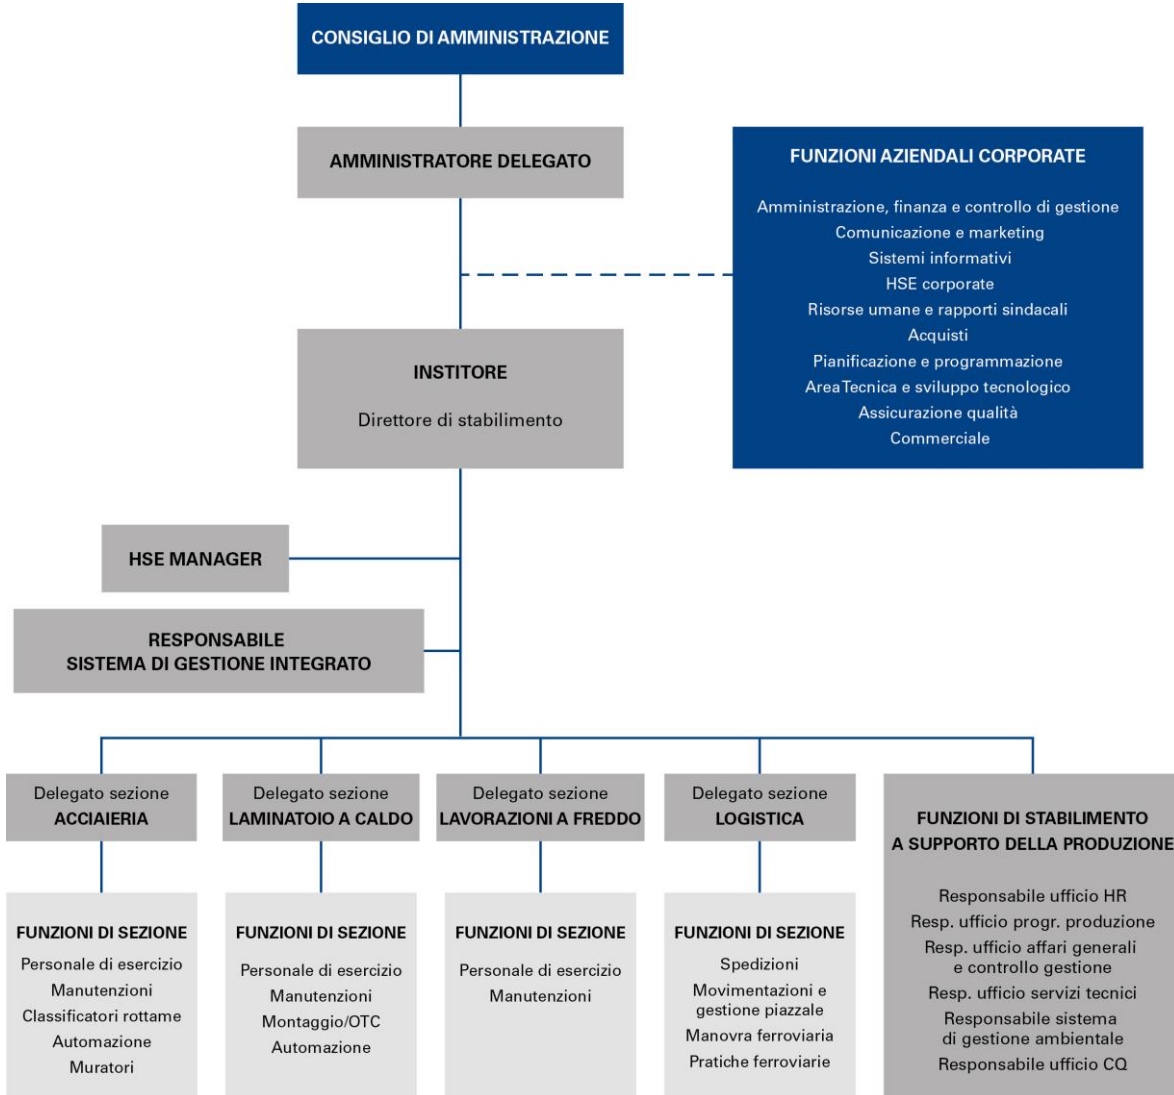 CONSIGLIO DI AMMINISTRAZIONE
AMMINISTRATORE DELEGATO
FUNZIONI AZIENDALI CORPORATE
Amministrazione, finanza e controllo di gestione
Comunicazione e marketing
Sistemi informativi
HSE corporate
Risorse umane e rapporti sindacali
Acquisti
Pianificazione e programmazione
Area Tecnica e sviluppo tecnologico
Assicurazione qualità
Commerciale
INSTITORE
Direttore di stabilimento
HSE MANAGER
RESPONSABILE
SISTEMA DI GESTIONE INTEGRATO
Delegato sezione
ACCIAIERIA
FUNZIONI DI SEZIONE
Personale di esercizio
Manutenzioni
Classificatori rottame
Automazione
Muratori
Delegato sezione
LAMINATOIO A CALDO
FUNZIONI DI SEZIONE
Personale di esercizio
Manutenzioni
Montaggio/OTC
Automazione
Delegato sezione
LAVORAZIONI A FREDDO
FUNZIONI DI SEZIONE
Personale di esercizio
Manutenzioni
Delegato sezione
LOGISTICA
FUNZIONI DI SEZIONE
Spedizioni
Movimentazioni e
gestione piazzale
Manovra ferroviaria
Pratiche ferroviarie
FUNZIONI DI STABILIMENTO
A SUPPORTO DELLA PRODUZIONE
Responsabile ufficio HR
Resp. ufficio progr. produzione
Resp. ufficio affari generali
e controllo gestione
Resp. ufficio servizi tecnici
Responsabile sistema
di gestione ambientale
Responsabile ufficio CQ